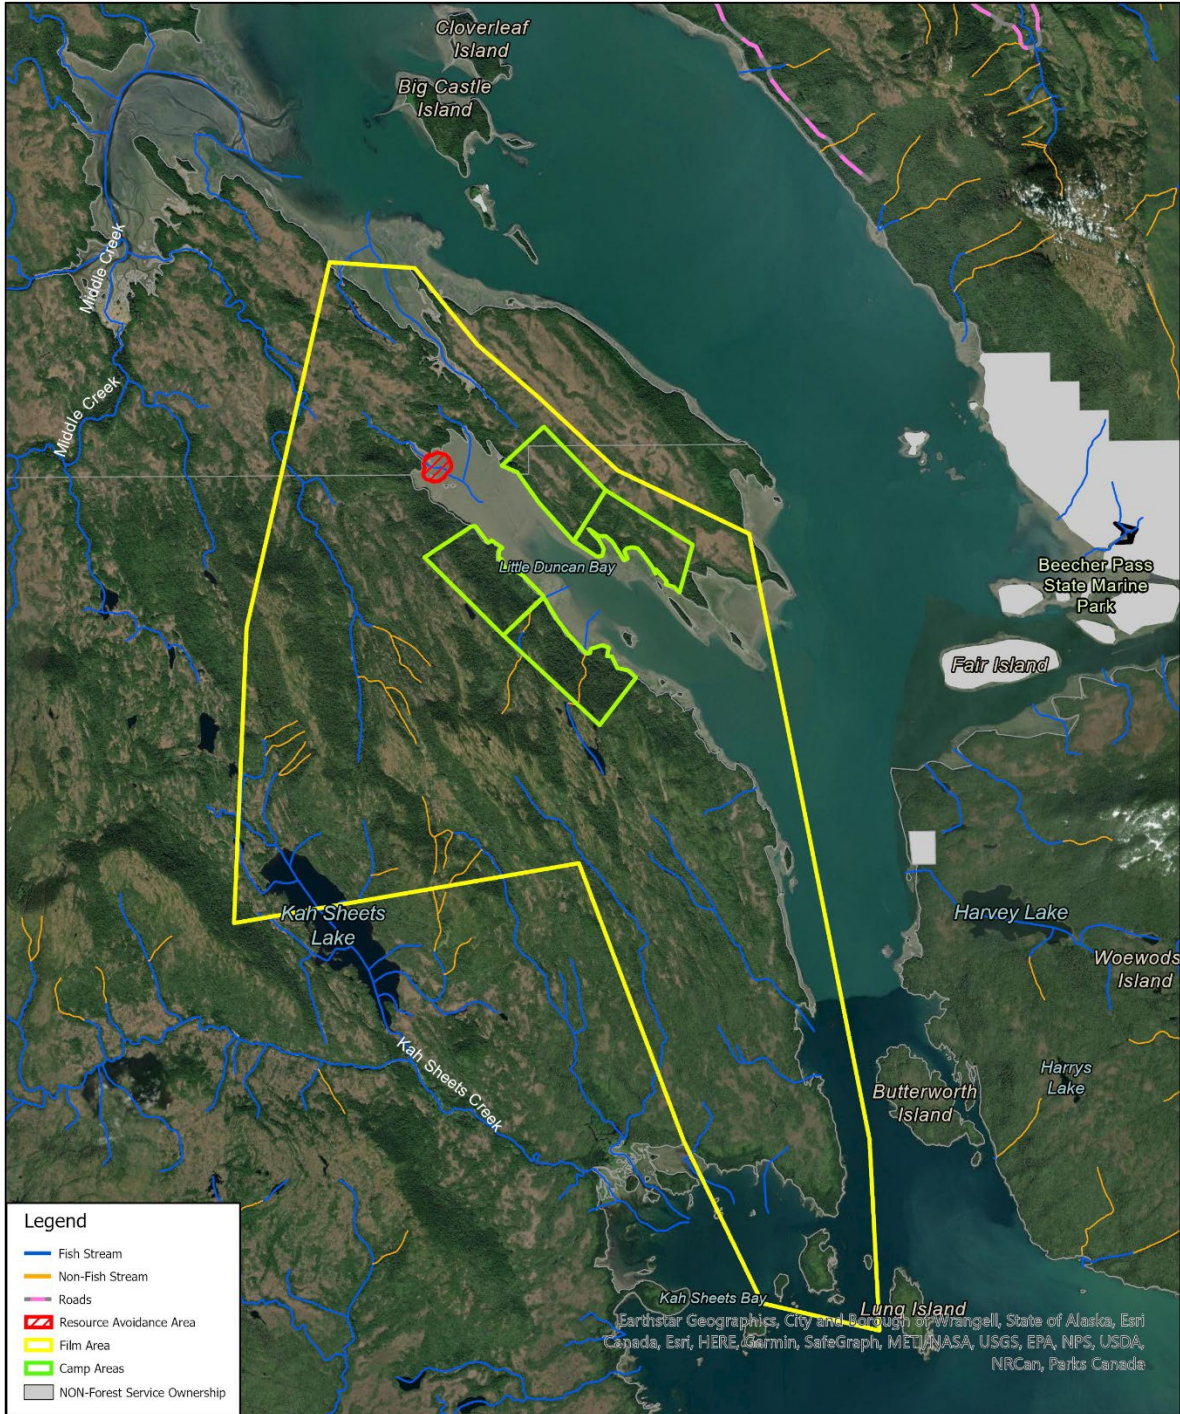 Cloverleaf
Island
Big Castle
Island
Middle Creek
Middle Creek
Little Duncan Bay
Beecher Pass
State Marine
Park
Fair Island
Kah Sheets
Lake
Harvey Lake
Woewods
Island
Kah Sheets Creek
Harrys
Lake
Butterworth
Island
Kah Sheets Bay
Lung Island
Earthstar Geographics, City and Borough of Wrangell, State of Alaska, Esri
Canada, Esri, HERE, Garmin, SafeGraph, METI/NASA, USGS, EPA, NPS, USDA,
NRCan, Parks Canada
Legend
Fish Stream
Non-Fish Stream
Roads
Resource Avoidance Area
Film Area
Camp Areas
NON-Forest Service Ownership